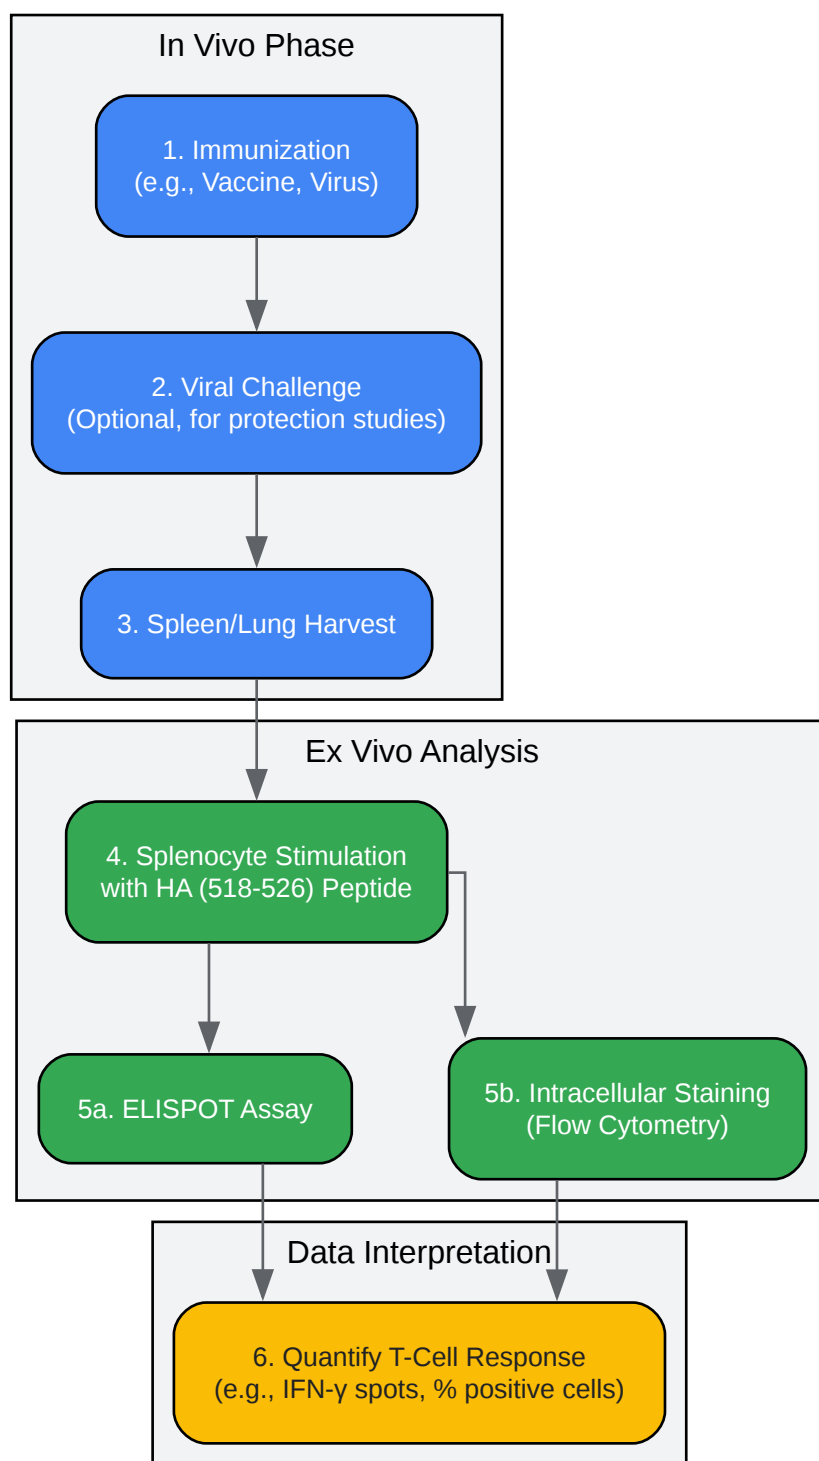 In Vivo Phase
1. Immunization
(e.g., Vaccine, Virus)
2. Viral Challenge
(Optional, for protection studies)
3. Spleen/Lung Harvest
Ex Vivo Analysis
4. Splenocyte Stimulation
with HA (518-526) Peptide
5a. ELISPOT Assay
5b. Intracellular Staining
(Flow Cytometry)
Data Interpretation
6. Quantify T-Cell Response
(e.g., IFN-γ spots, % positive cells)